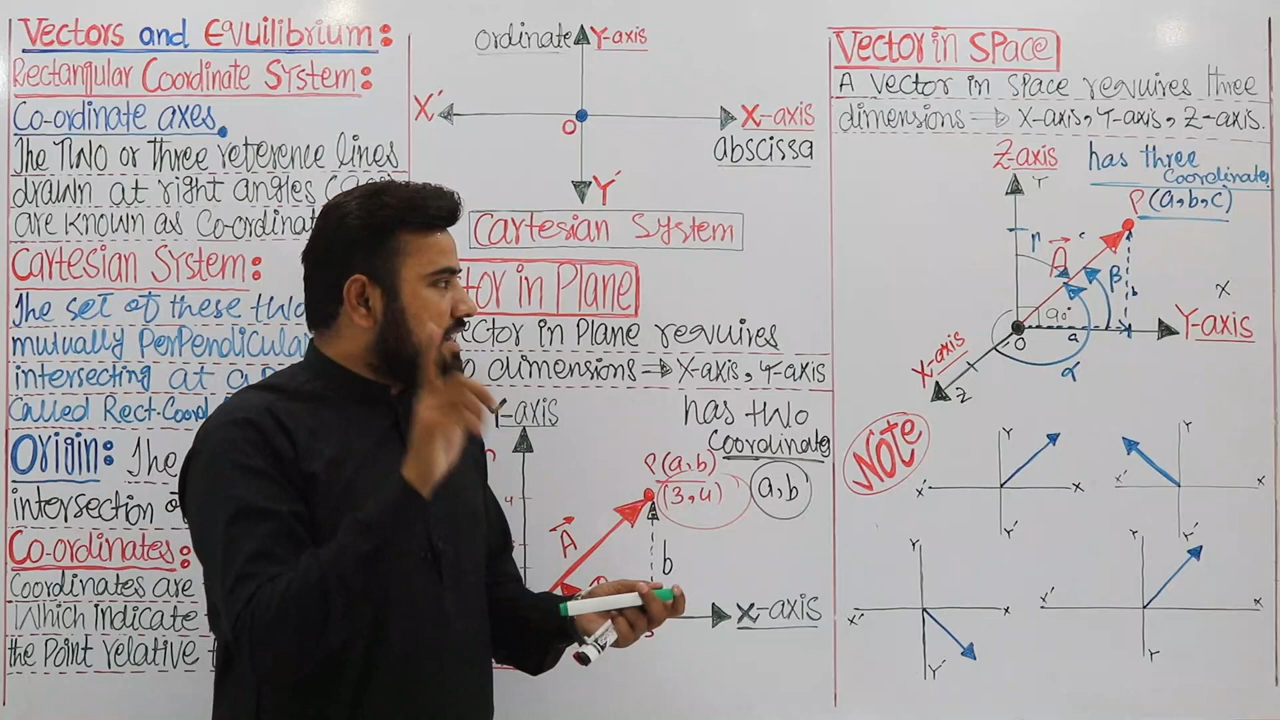 Vectors and Equilibrium:
Rectangular Coordinate System:
Co-ordinate axes.
The Two or three reference lines
drawn at right angles
are known as Co-ordinat
Cartesian System:
The set of these two
mutually Perpendicular
intersecting at a
Called Rect. Coord
Origin: The
intersection
Co-ordinates:
Coordinates are
Which indicate
the Point relative
ordinate Y-axis
X' X-axis
O
abscissa
Y'
Cartesian System
tor in Plane
ector in Plane requires
dimensions ⇒ X-axis, Y-axis
Y-axis
has two
Coordinate
P(a,b)
(3,4) a,b
4
A
b
X-axis
3
Vector in Space
A vector in space requires three
dimensions ⇒ X-axis, Y-axis, Z-axis.
Z-axis has three
Coordinates
Y
P(a,b,c)
A
β
X
90°
b
O
a
Y-axis
X-axis
α
Z
NOTE
Y Y
X' X X' X
Y' Y'
Y Y
X' X X' X
Y' Y